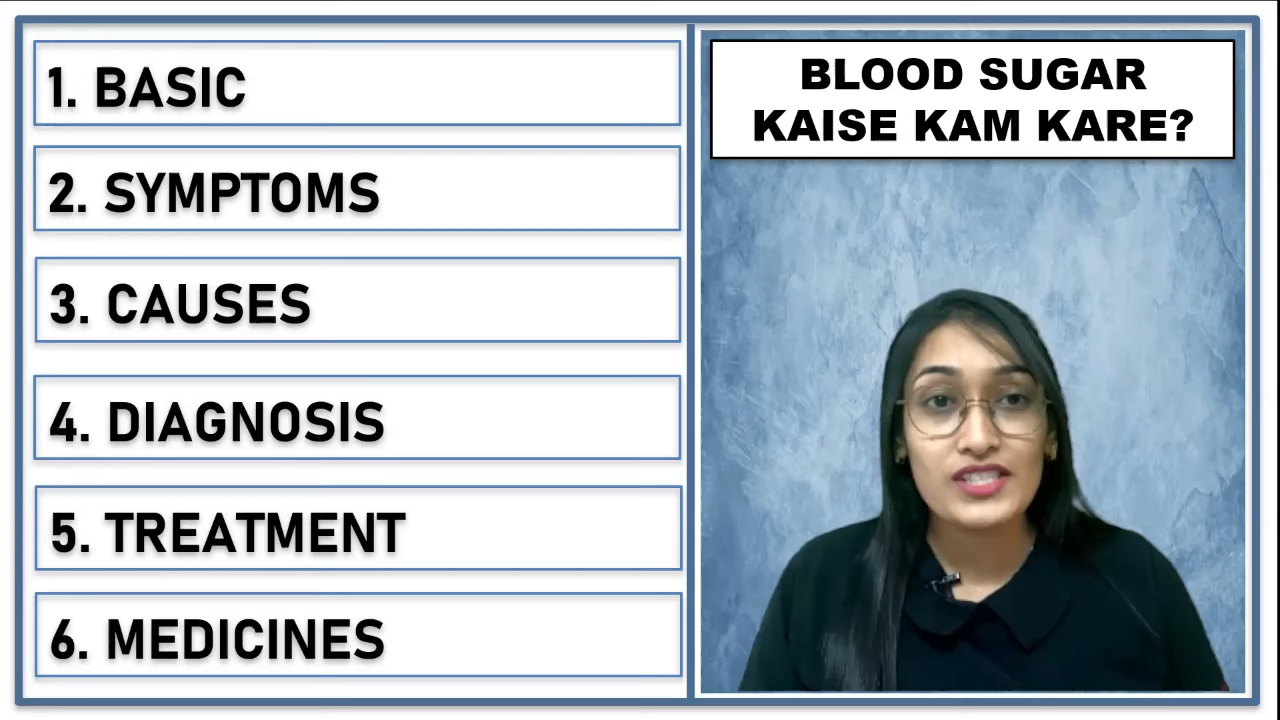 1. BASIC
2. SYMPTOMS
3. CAUSES
4. DIAGNOSIS
5. TREATMENT
6. MEDICINES
BLOOD SUGAR
KAISE KAM KARE?